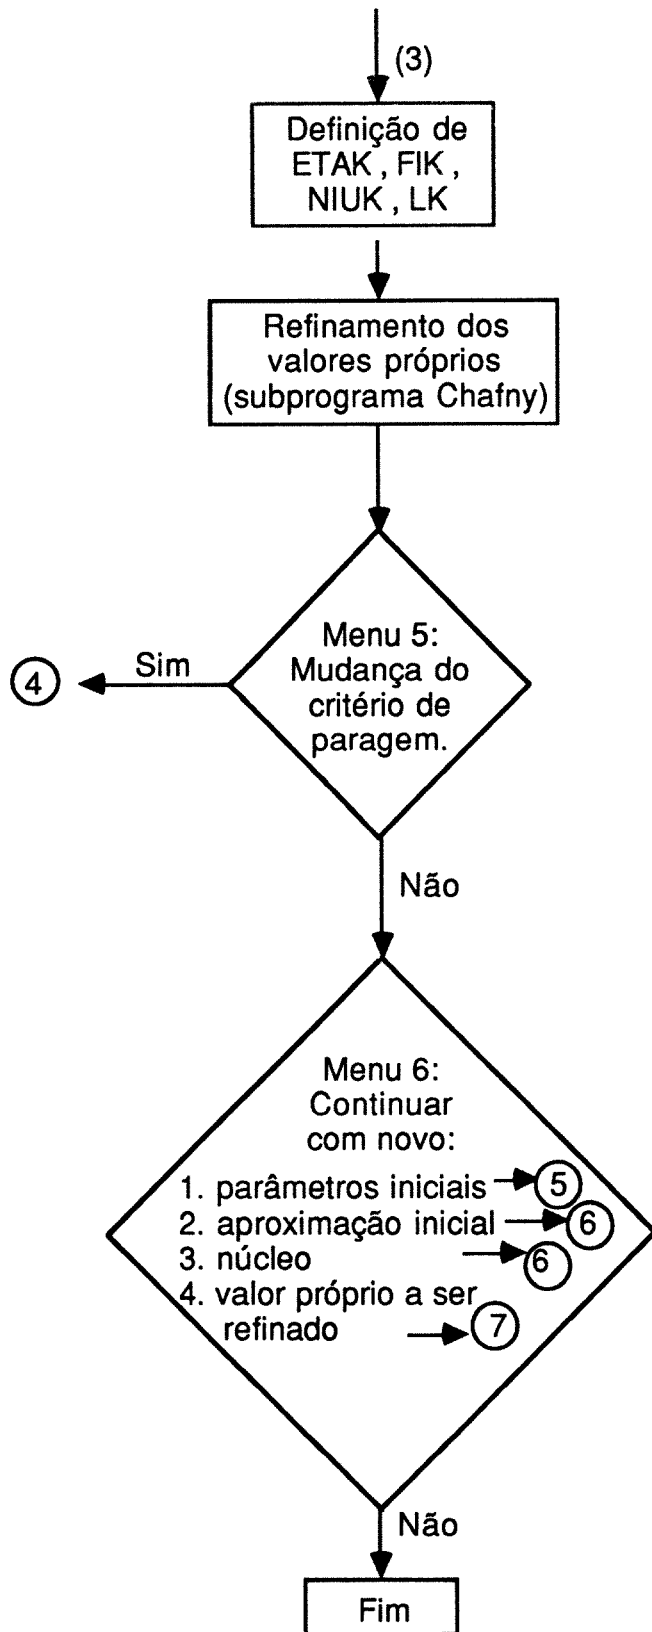 (3)
Definição de
ETAK , FIK ,
NIUK , LK
Refinamento dos
valores próprios
(subprograma Chafny)
Menu 5:
Mudança do
critério de
paragem.
Sim
4
Não
Menu 6:
Continuar
com novo:
1. parâmetros iniciais 5
2. aproximação inicial 6
3. núcleo 6
4. valor próprio a ser
refinado 7
Não
Fim